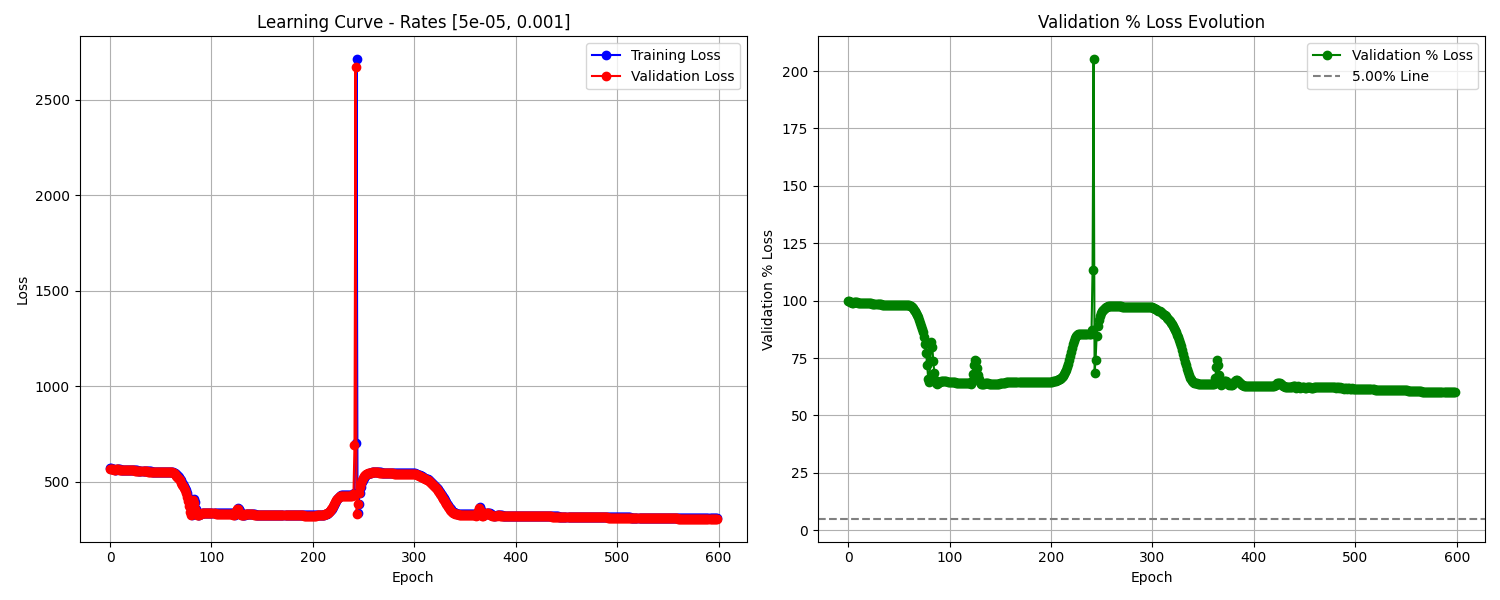 Learning Curve - Rates [5e-05, 0.001]
Training Loss
Validation Loss
2500
2000
1500
1000
500
Loss
0 100 200 300 400 500 600
Epoch
Validation % Loss Evolution
Validation % Loss
5.00% Line
200
175
150
125
100
75
50
25
0
Validation % Loss
0 100 200 300 400 500 600
Epoch